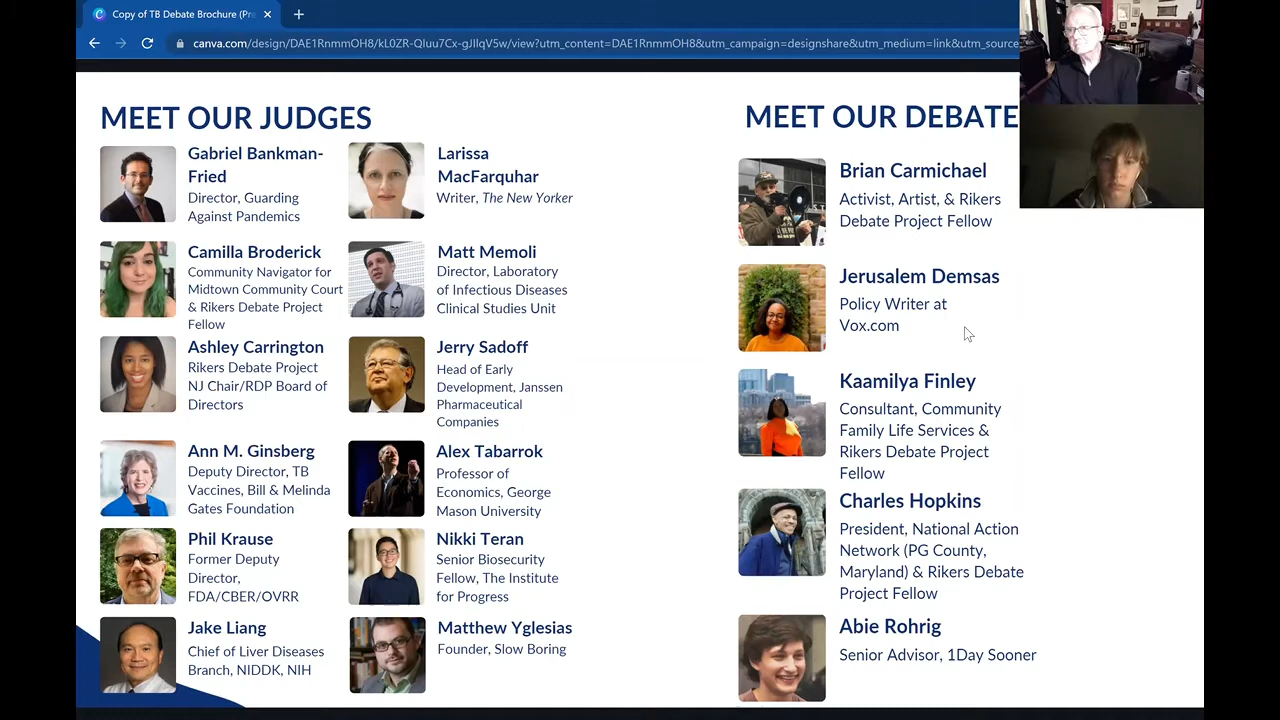 Copy of TB Debate Brochure (Pr
canva.com/design/DAE1RnmmOH8/kL0ZR-QIuu7Cx-gJIlqV5w/view?utm_content=DAE1RnmmOH8&utm_campaign=designshare&utm_medium=link&utm_source
MEET OUR JUDGES
Gabriel Bankman-
Fried
Director, Guarding
Against Pandemics
Camilla Broderick
Community Navigator for
Midtown Community Court
& Rikers Debate Project
Fellow
Ashley Carrington
Rikers Debate Project
NJ Chair/RDP Board of
Directors
Ann M. Ginsberg
Deputy Director, TB
Vaccines, Bill & Melinda
Gates Foundation
Phil Krause
Former Deputy
Director,
FDA/CBER/OVRR
Jake Liang
Chief of Liver Diseases
Branch, NIDDK, NIH
Larissa
MacFarquhar
Writer, The New Yorker
Matt Memoli
Director, Laboratory
of Infectious Diseases
Clinical Studies Unit
Jerry Sadoff
Head of Early
Development, Janssen
Pharmaceutical
Companies
Alex Tabarrok
Professor of
Economics, George
Mason University
Nikki Teran
Senior Biosecurity
Fellow, The Institute
for Progress
Matthew Yglesias
Founder, Slow Boring
MEET OUR DEBATE
Brian Carmichael
Activist, Artist, & Rikers
Debate Project Fellow
Jerusalem Demsas
Policy Writer at
Vox.com
Kaamilya Finley
Consultant, Community
Family Life Services &
Rikers Debate Project
Fellow
Charles Hopkins
President, National Action
Network (PG County,
Maryland) & Rikers Debate
Project Fellow
Abie Rohrig
Senior Advisor, 1Day Sooner